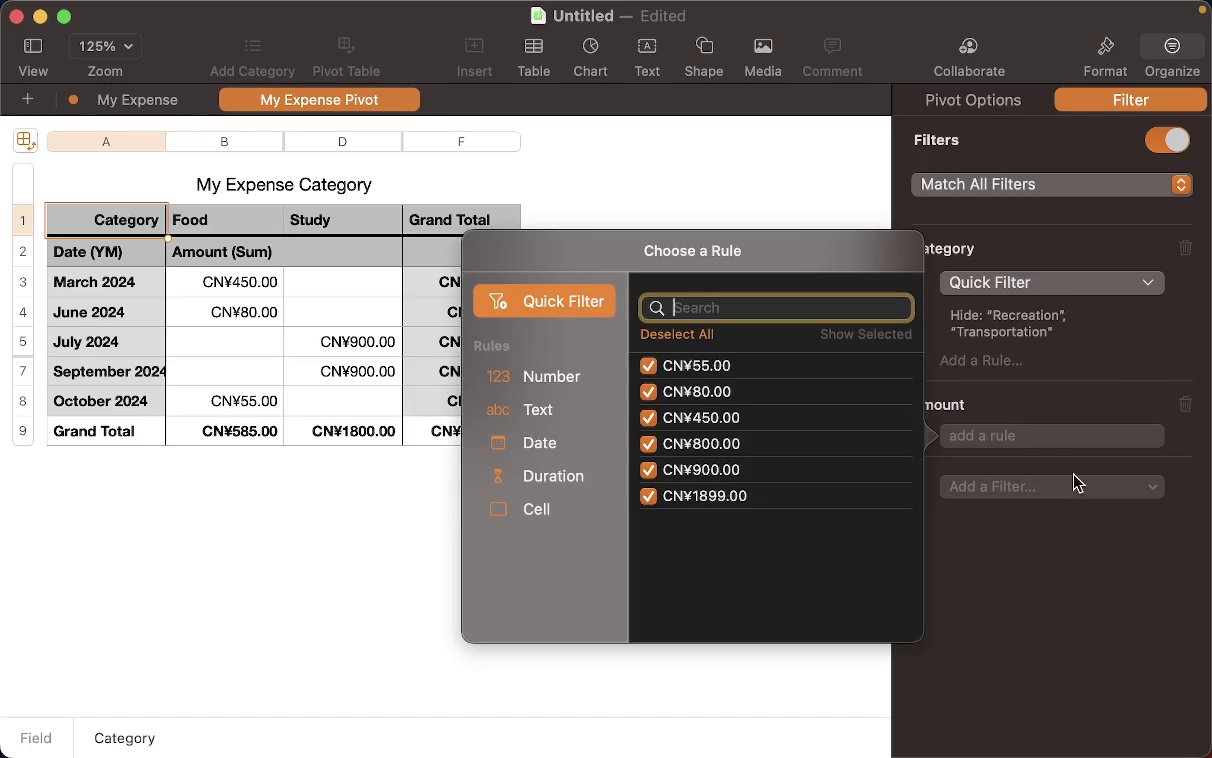 Untitled — Edited
125%
View Zoom Add Category Pivot Table Insert Table Chart Text Shape Media Comment Collaborate Format Organize
My Expense My Expense Pivot Pivot Options Filter
A B D F
Filters
Match All Filters
My Expense Category
1 Category Food Study Grand Total
2 Date (YM) Amount (Sum)
3 March 2024 CN¥450.00 CN
4 June 2024 CN¥80.00
5 July 2024 CN¥900.00 CN
7 September 2024 CN¥900.00 CN
8 October 2024 CN¥55.00
9 Grand Total CN¥585.00 CN¥1800.00 CN¥
Choose a Rule
Quick Filter
Rules
123 Number
abc Text
Date
Duration
Cell
Search
Deselect All Show Selected
CN¥55.00
CN¥80.00
CN¥450.00
CN¥800.00
CN¥900.00
CN¥1899.00
ategory
Quick Filter
Hide: “Recreation”,
“Transportation”
Add a Rule...
mount
add a rule
Add a Filter...
Field Category